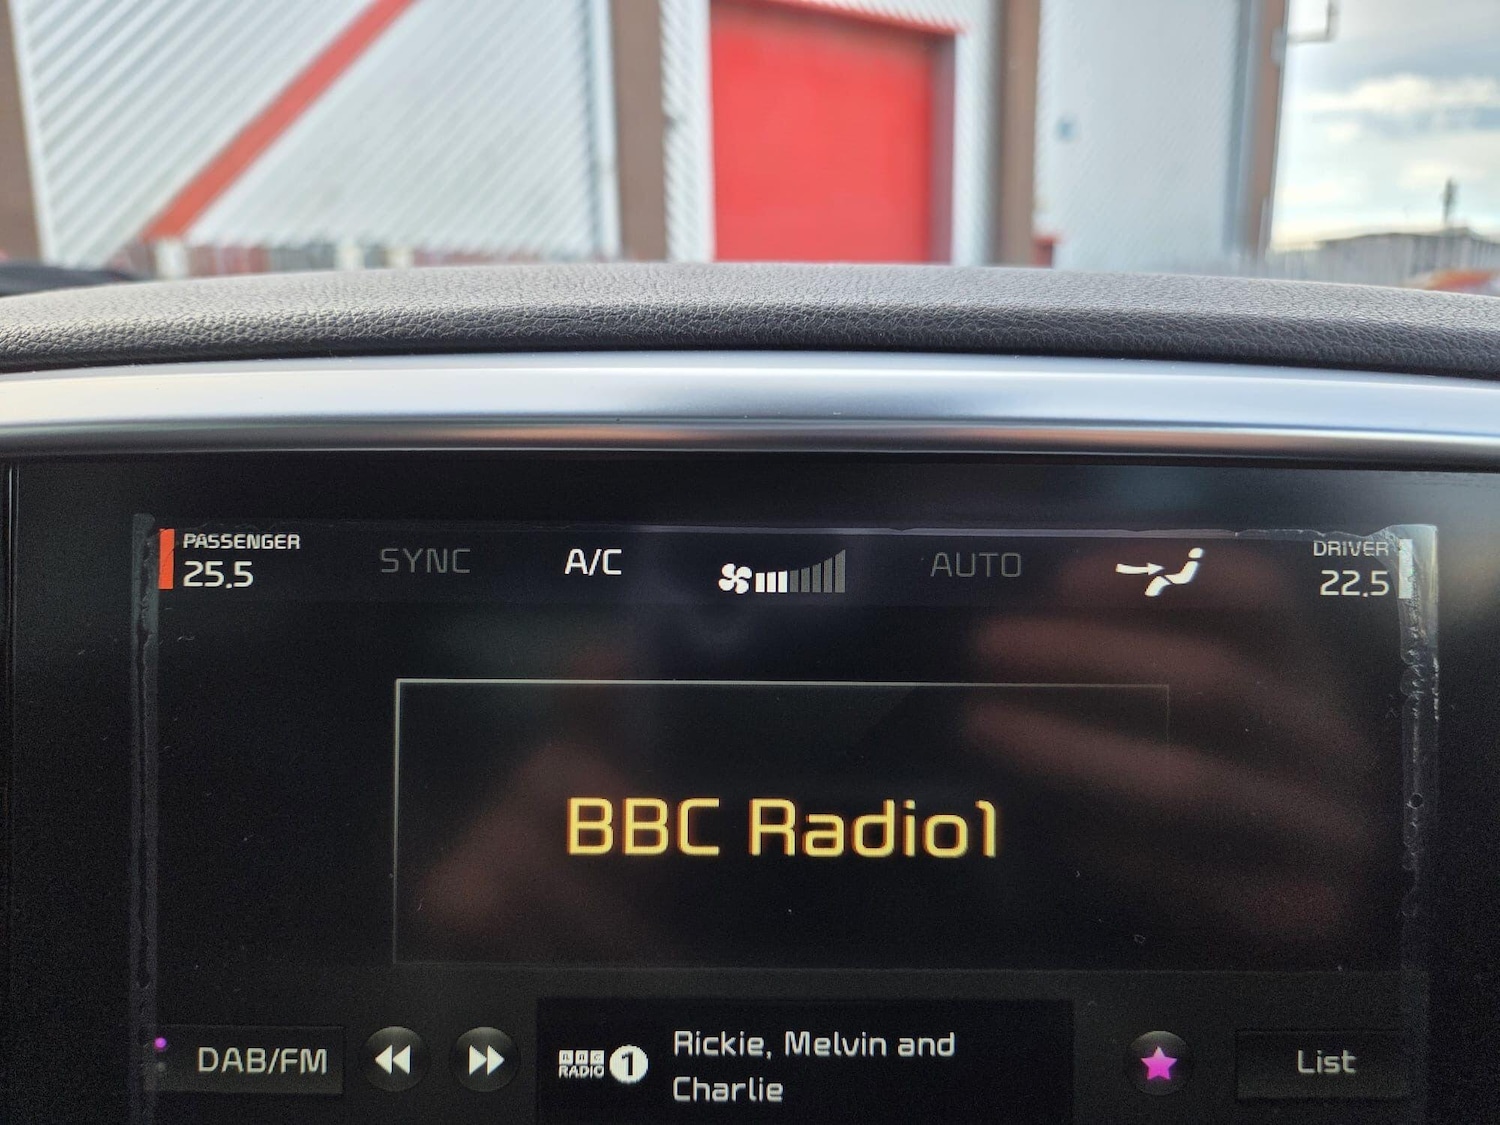 PASSENGER
25.5
SYNC
A/C
AUTO
DRIVER
22.5
BBC Radio1
DAB/FM
BBC
RADIO 1
Rickie, Melvin and
Charlie
List